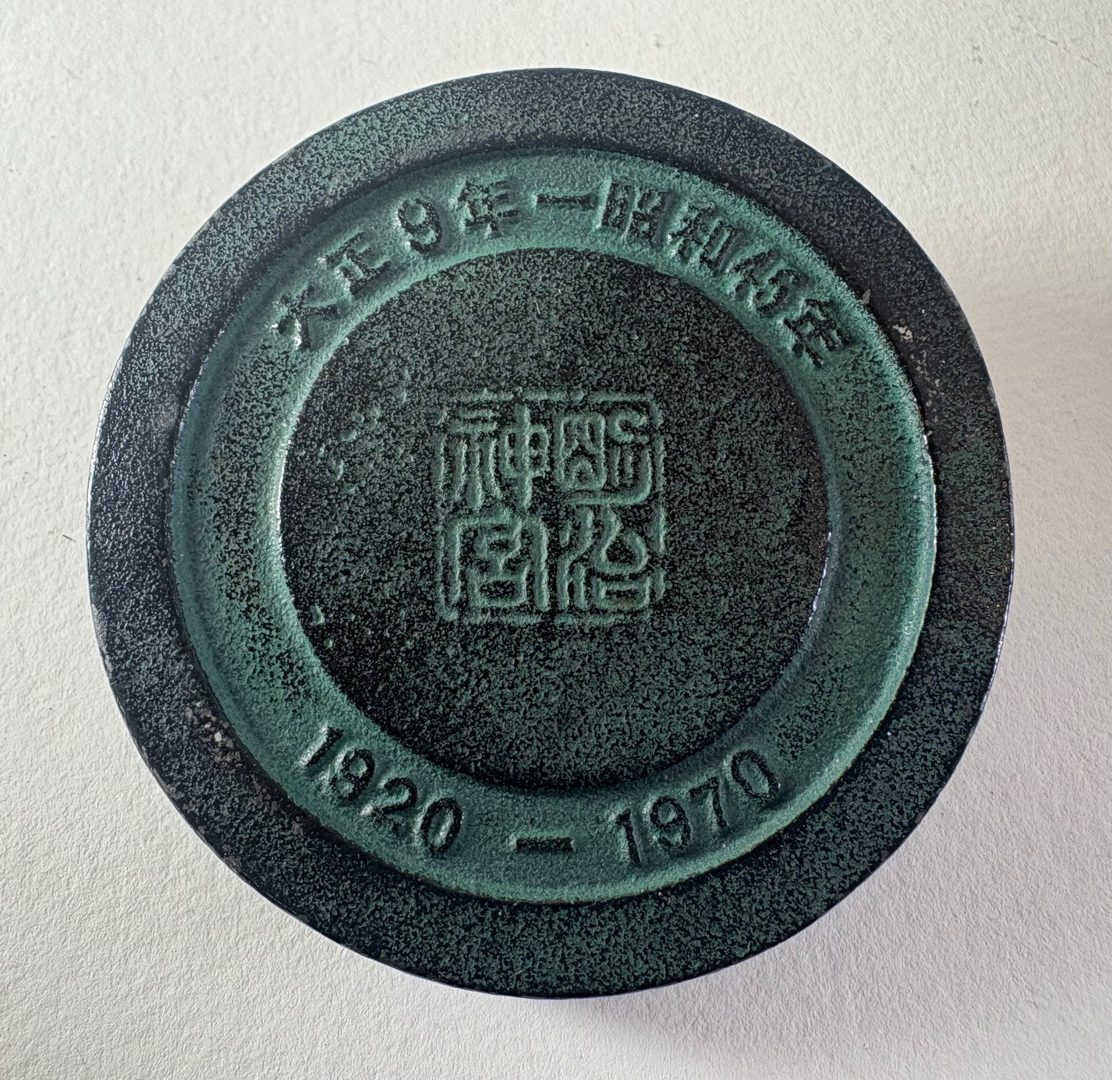 大正9年ー昭和45年
明治
神宮
1920 – 1970